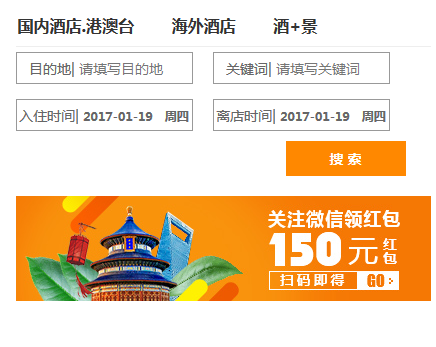 国内酒店.港澳台 海外酒店 酒+景
目的地| 请填写目的地 关键词| 请填写关键词
入住时间| 2017-01-19 周四 离店时间| 2017-01-19 周四
搜 索
关注微信领红包
150元红包
扫码即得 GO >